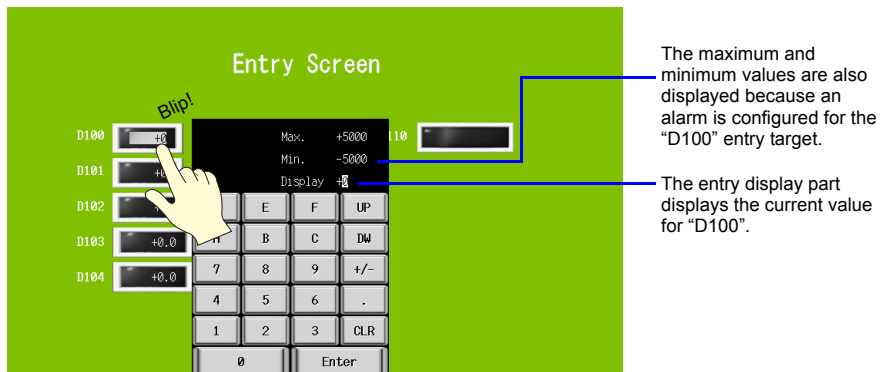 Entry Screen
Blip!
D100
+0
Max. +5000
110
Min. -5000
D101
Display +0
D102
E F UP
B C DW
D103 +0.0
7 8 9 +/-
D104 +0.0
4 5 6 .
1 2 3 CLR
0 Enter
The maximum and
minimum values are also
displayed because an
alarm is configured for the
“D100” entry target.
The entry display part
displays the current value
for “D100”.